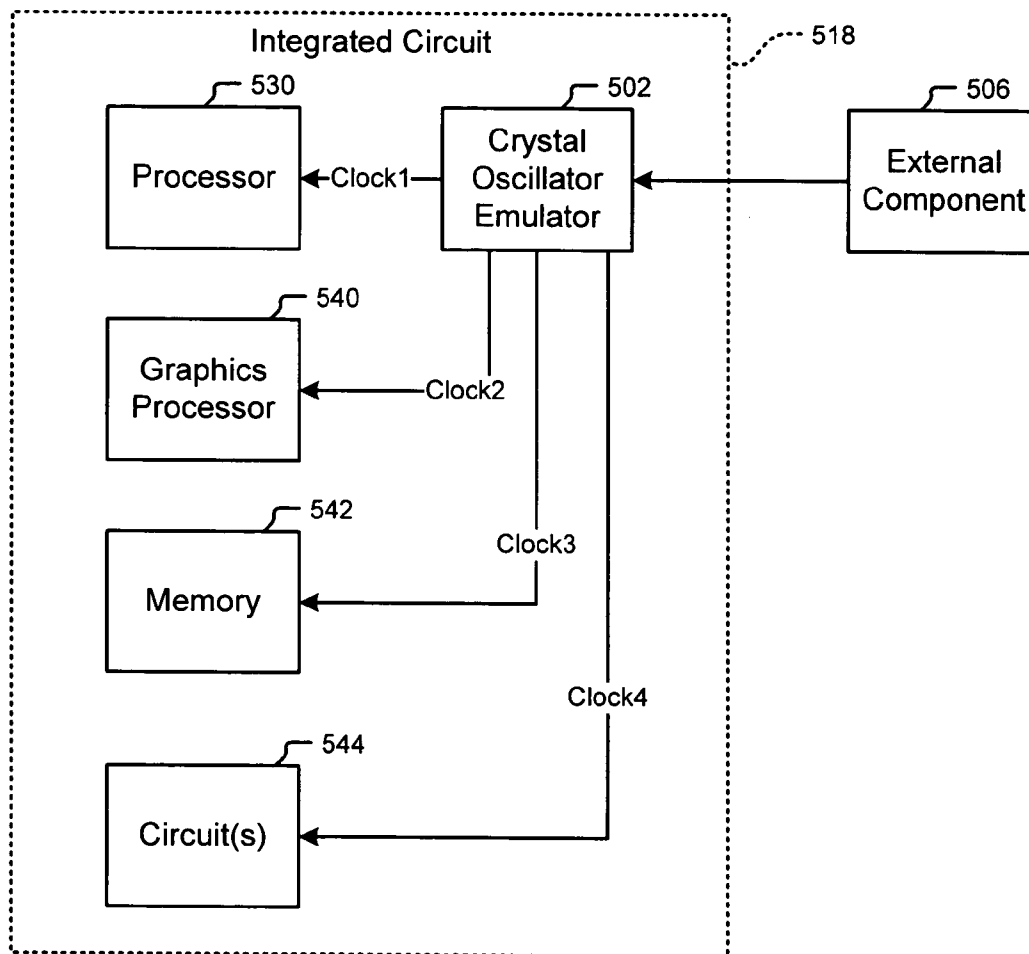 Integrated Circuit
518
530
502
506
Processor
Clock1
Crystal
Oscillator
Emulator
External
Component
540
Graphics
Processor
Clock2
542
Memory
Clock3
Clock4
544
Circuit(s)